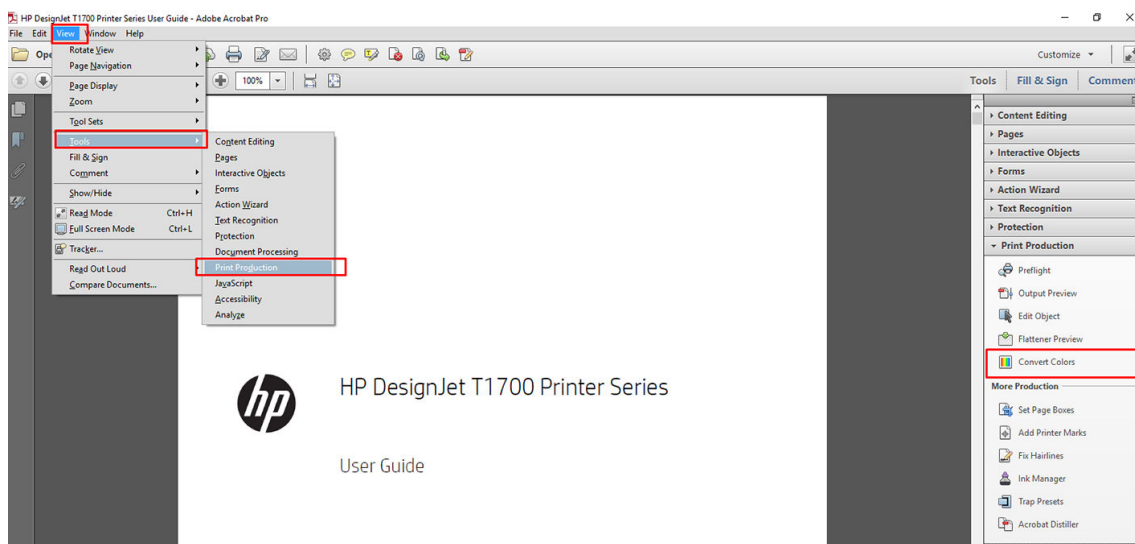 HP DesignJet T1700 Printer Series User Guide - Adobe Acrobat Pro
File Edit View Window Help
Customize
100%
Tools Fill & Sign Comment
Rotate View
Page Navigation
Page Display
Zoom
Tool Sets
Tools
Fill & Sign
Comment
Show/Hide
Read Mode Ctrl+H
Full Screen Mode Ctrl+L
Tracker...
Read Out Loud
Compare Documents...
Content Editing
Pages
Interactive Objects
Forms
Action Wizard
Text Recognition
Protection
Document Processing
Print Production
JavaScript
Accessibility
Analyze
hp
HP DesignJet T1700 Printer Series
User Guide
Content Editing
Pages
Interactive Objects
Forms
Action Wizard
Text Recognition
Protection
Print Production
Preflight
Output Preview
Edit Object
Flattener Preview
Convert Colors
More Production
Set Page Boxes
Add Printer Marks
Fix Hairlines
Ink Manager
Trap Presets
Acrobat Distiller